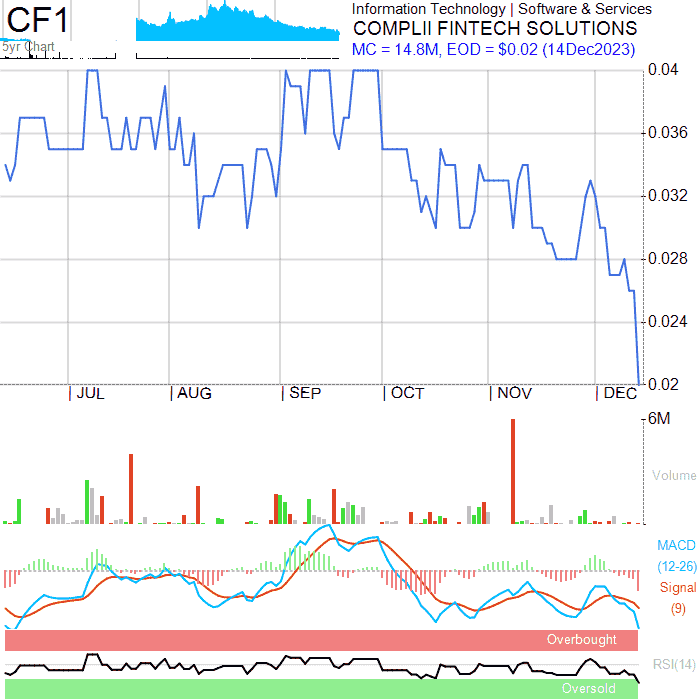 CF1
Information Technology | Software & Services
COMPLII FINTECH SOLUTIONS
MC = 14.8M, EOD = $0.02 (14Dec2023)
5yr Chart
0.04
0.036
0.032
0.028
0.024
0.02
JUL AUG SEP OCT NOV DEC
6M
Volume
MACD
(12-26)
Signal
(9)
Overbought
RSI(14)
Oversold